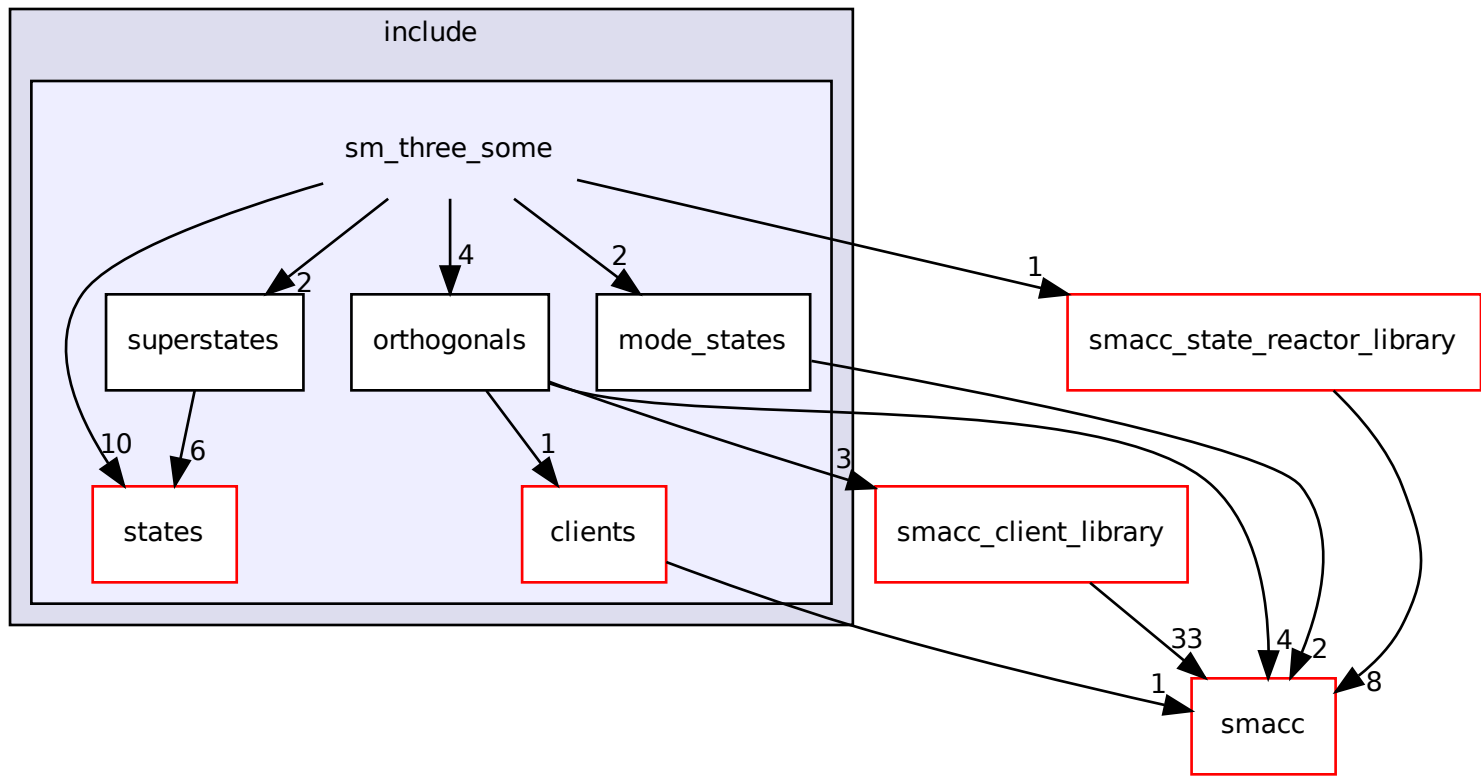 include
sm_three_some
1
2
4
2
superstates
orthogonals
mode_states
smacc_state_reactor_library
10
6
1
3
states
clients
smacc_client_library
33
4
2
1
8
smacc